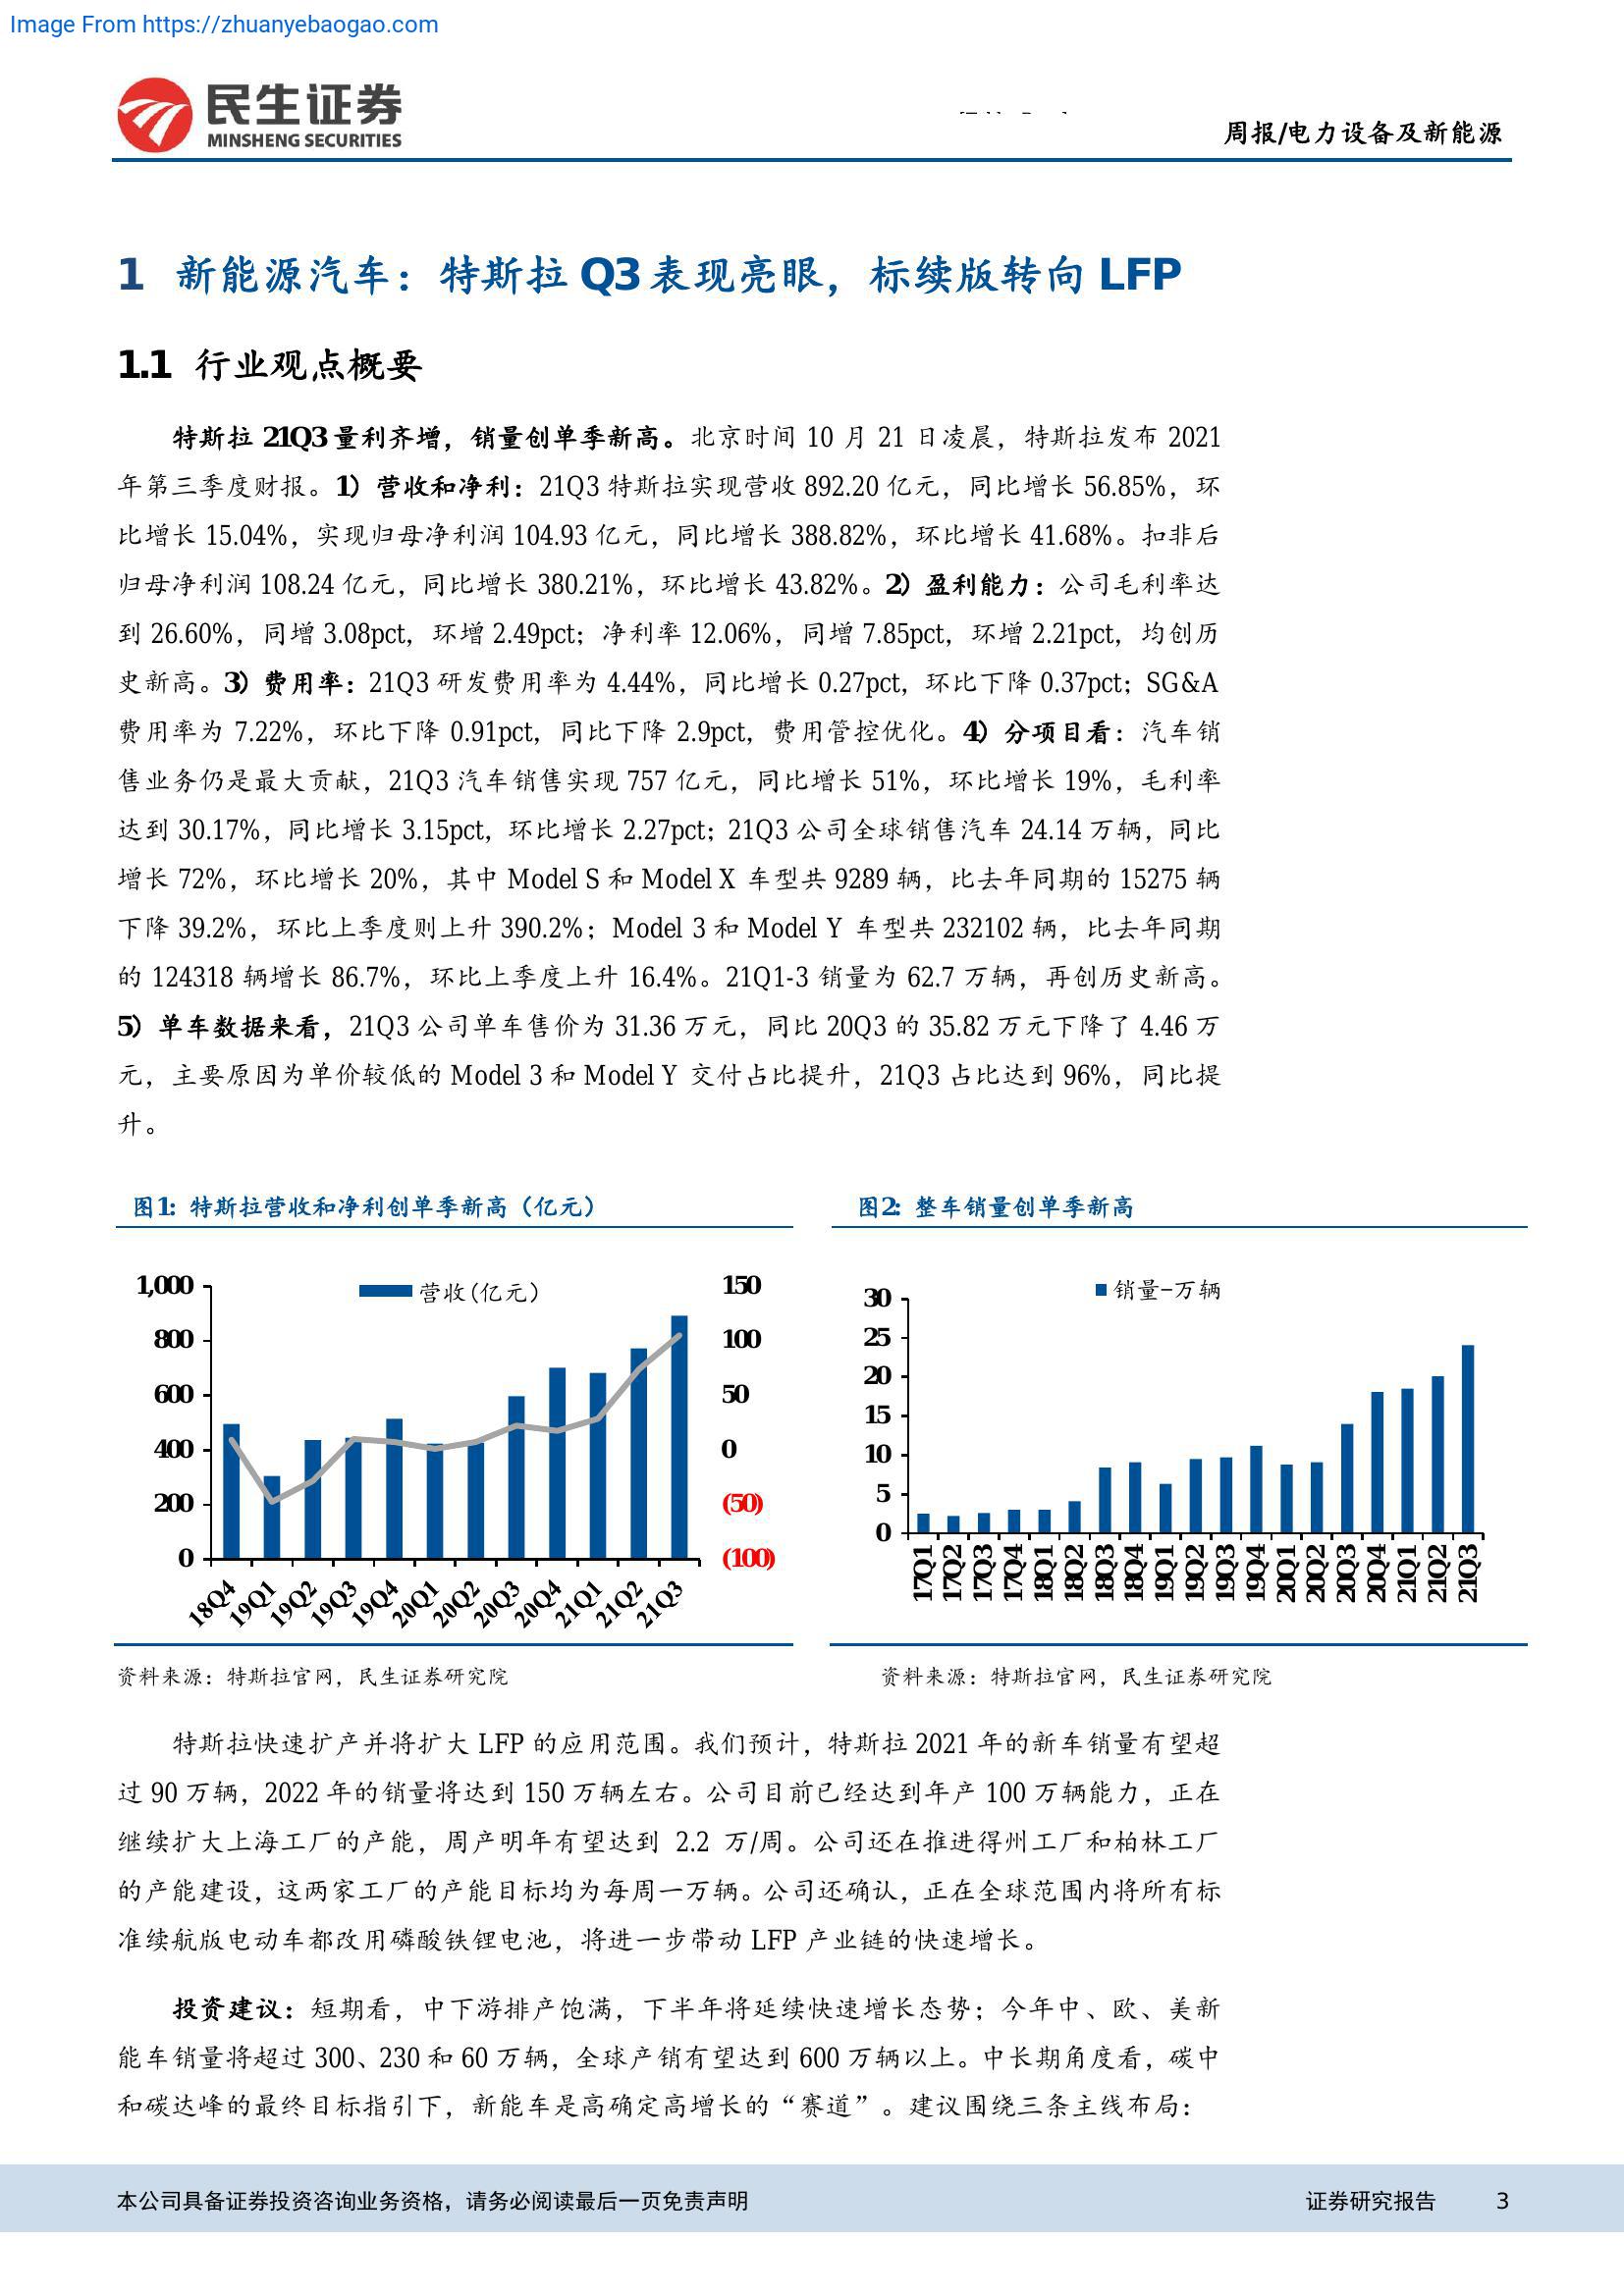 Image From https://zhuanyebaogao.com
民生证券
MINSHENG SECURITIES
周报/电力设备及新能源
1 新能源汽车：特斯拉 Q3 表现亮眼，标续版转向 LFP
1.1 行业观点概要
特斯拉 21Q3 量利齐增，销量创单季新高。北京时间 10 月 21 日凌晨，特斯拉发布 2021
年第三季度财报。1）营收和净利：21Q3 特斯拉实现营收 892.20 亿元，同比增长 56.85%，环
比增长 15.04%，实现归母净利润 104.93 亿元，同比增长 388.82%，环比增长 41.68%。扣非后
归母净利润 108.24 亿元，同比增长 380.21%，环比增长 43.82%。2）盈利能力：公司毛利率达
到 26.60%，同增 3.08pct，环增 2.49pct；净利率 12.06%，同增 7.85pct，环增 2.21pct，均创历
史新高。3）费用率：21Q3 研发费用率为 4.44%，同比增长 0.27pct，环比下降 0.37pct；SG&A
费用率为 7.22%，环比下降 0.91pct，同比下降 2.9pct，费用管控优化。4）分项目看：汽车销
售业务仍是最大贡献，21Q3 汽车销售实现 757 亿元，同比增长 51%，环比增长 19%，毛利率
达到 30.17%，同比增长 3.15pct，环比增长 2.27pct；21Q3 公司全球销售汽车 24.14 万辆，同比
增长 72%，环比增长 20%，其中 Model S 和 Model X 车型共 9289 辆，比去年同期的 15275 辆
下降 39.2%，环比上季度则上升 390.2%；Model 3 和 Model Y 车型共 232102 辆，比去年同期
的 124318 辆增长 86.7%，环比上季度上升 16.4%。21Q1-3 销量为 62.7 万辆，再创历史新高。
5）单车数据来看，21Q3 公司单车售价为 31.36 万元，同比 20Q3 的 35.82 万元下降了 4.46 万
元，主要原因为单价较低的 Model 3 和 Model Y 交付占比提升，21Q3 占比达到 96%，同比提
升。
图1：特斯拉营收和净利创单季新高（亿元）
营收(亿元)
1,000
800
600
400
200
0
150
100
50
0
(50)
(100)
18Q4 19Q1 19Q2 19Q3 19Q4 20Q1 20Q2 20Q3 20Q4 21Q1 21Q2 21Q3
资料来源：特斯拉官网，民生证券研究院
图2：整车销量创单季新高
销量-万辆
30
25
20
15
10
5
0
17Q1 17Q2 17Q3 17Q4 18Q1 18Q2 18Q3 18Q4 19Q1 19Q2 19Q3 19Q4 20Q1 20Q2 20Q3 20Q4 21Q1 21Q2 21Q3
资料来源：特斯拉官网，民生证券研究院
特斯拉快速扩产并将扩大 LFP 的应用范围。我们预计，特斯拉 2021 年的新车销量有望超
过 90 万辆，2022 年的销量将达到 150 万辆左右。公司目前已经达到年产 100 万辆能力，正在
继续扩大上海工厂的产能，周产明年有望达到 2.2 万/周。公司还在推进得州工厂和柏林工厂
的产能建设，这两家工厂的产能目标均为每周一万辆。公司还确认，正在全球范围内将所有标
准续航版电动车都改用磷酸铁锂电池，将进一步带动 LFP 产业链的快速增长。
投资建议：短期看，中下游排产饱满，下半年将延续快速增长态势；今年中、欧、美新
能车销量将超过 300、230 和 60 万辆，全球产销有望达到 600 万辆以上。中长期角度看，碳中
和碳达峰的最终目标指引下，新能车是高确定高增长的“赛道”。建议围绕三条主线布局：
本公司具备证券投资咨询业务资格，请务必阅读最后一页免责声明
证券研究报告 3